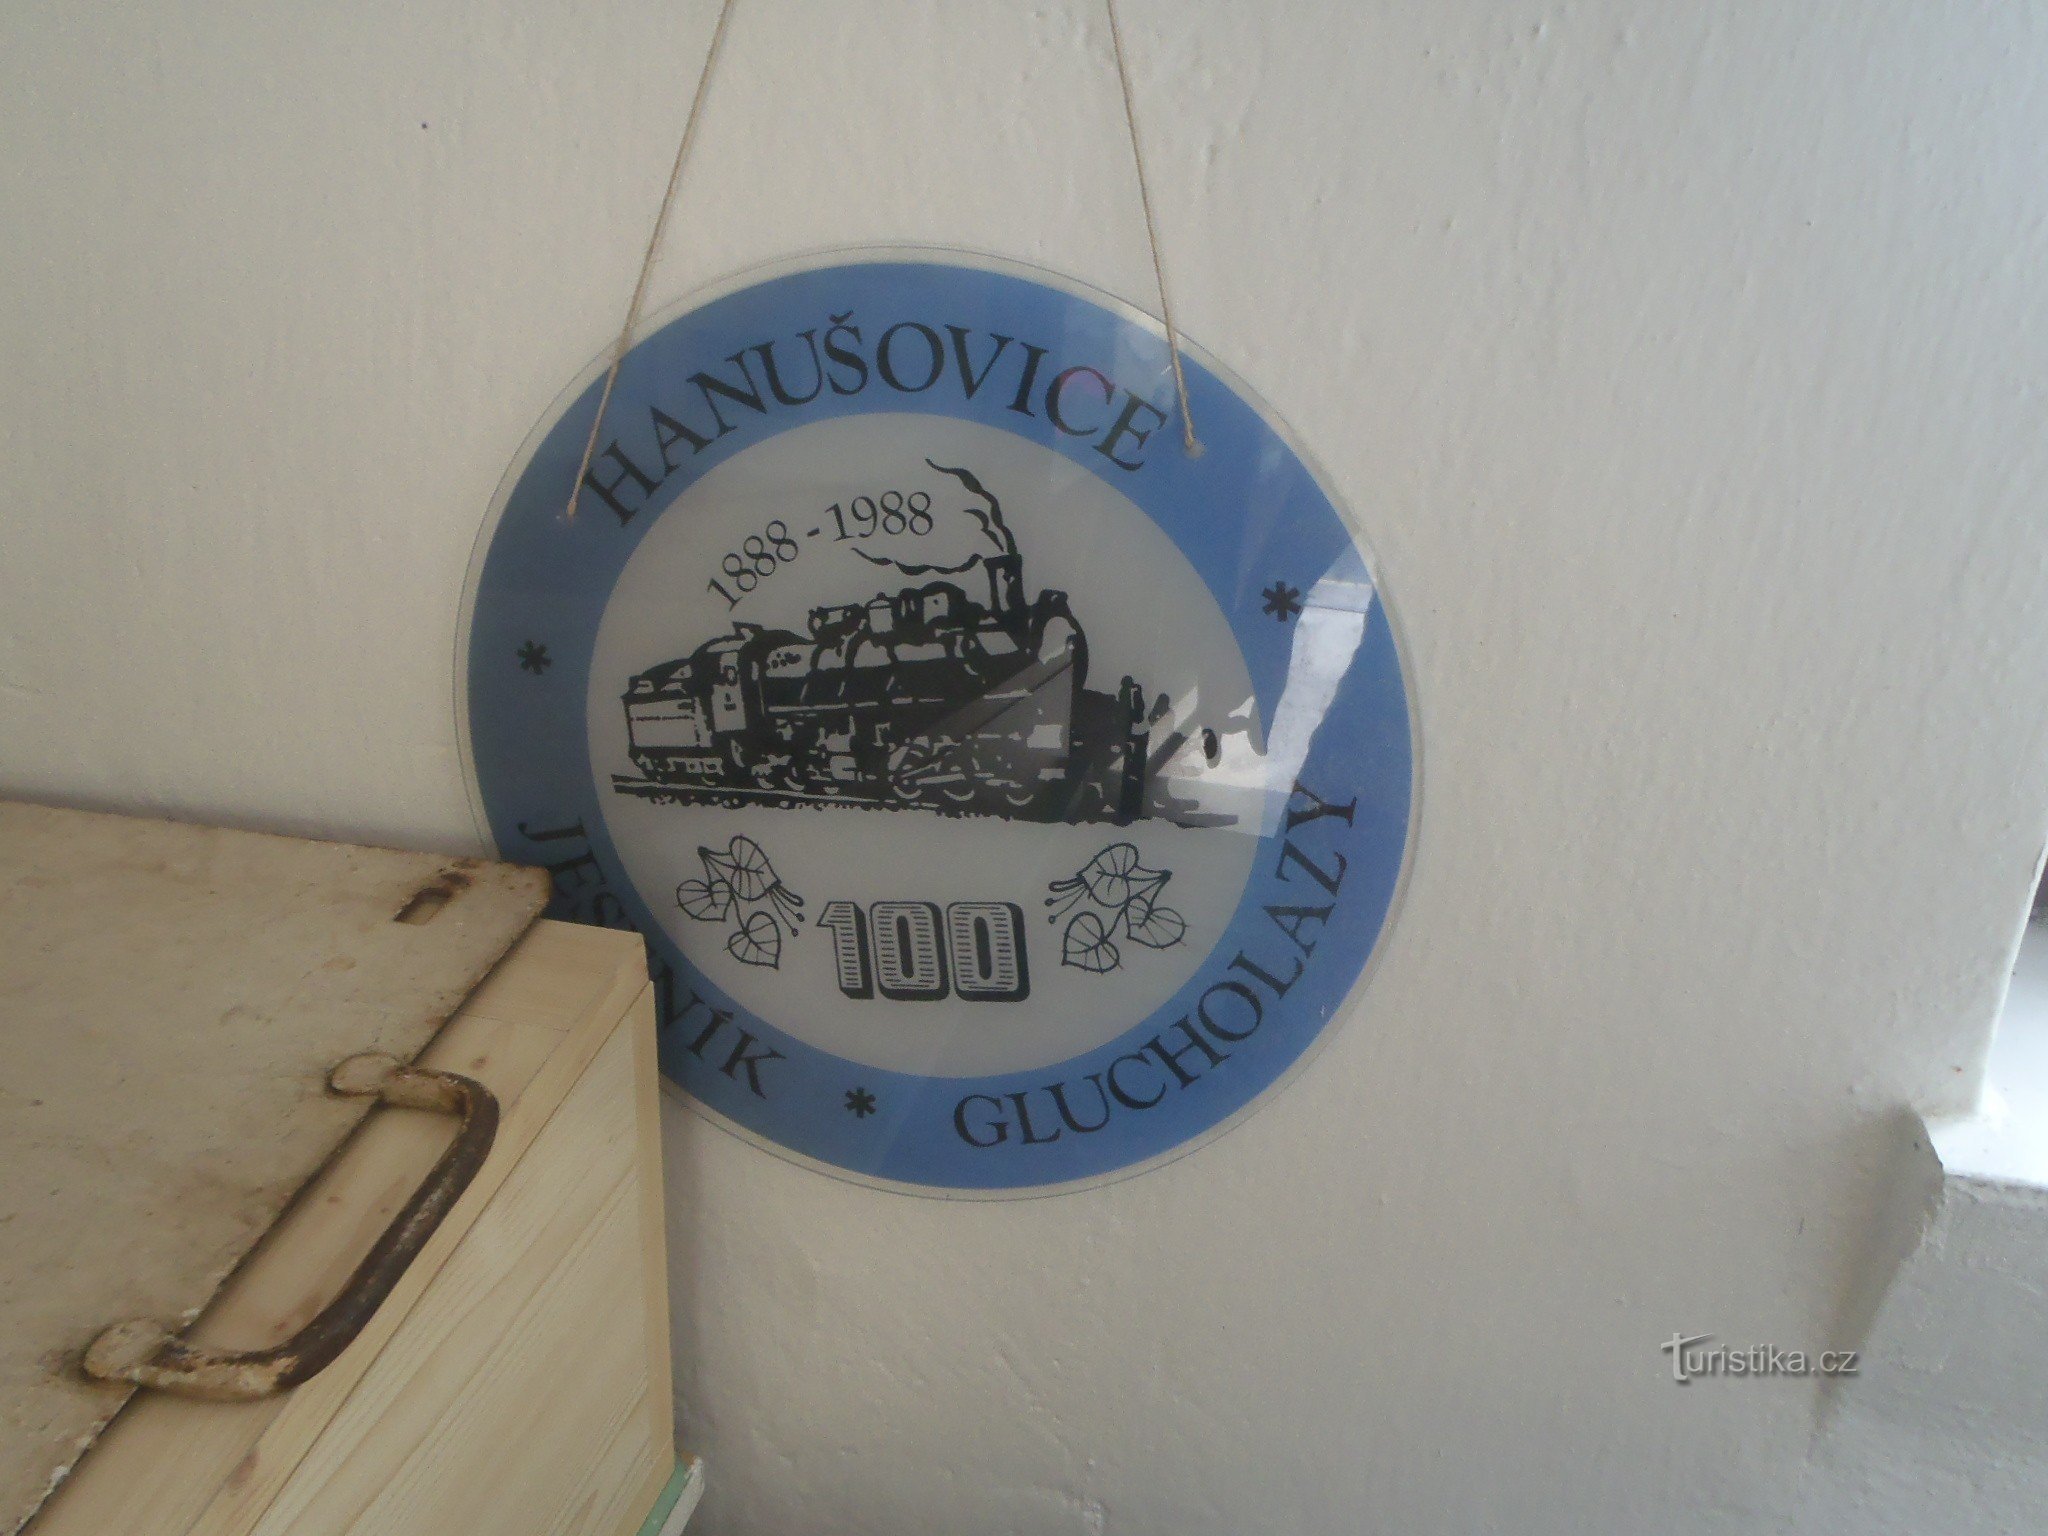 HANUŠOVICE
1888 - 1988
* *
100
GLUCHOLAZY
*
Turistika.cz